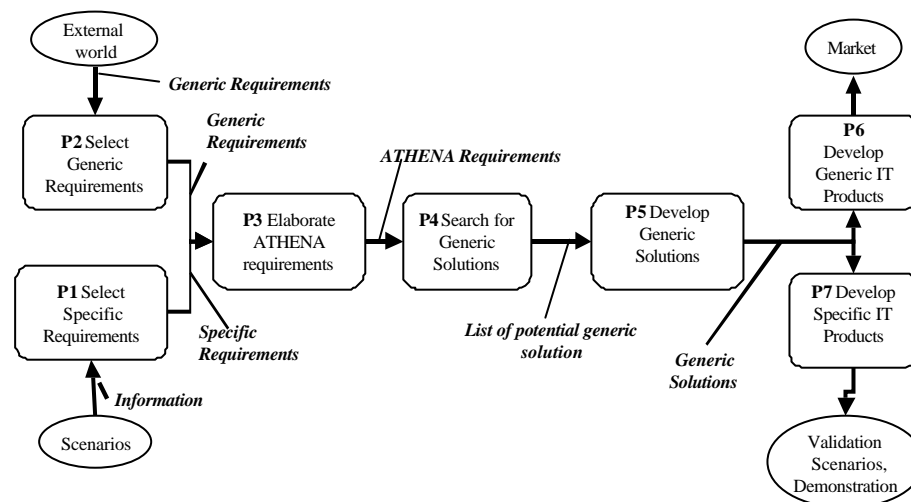 External
world
Generic Requirements
P2 Select
Generic
Requirements
Generic
Requirements
P1 Select
Specific
Requirements
Specific
Requirements
Information
Scenarios
P3 Elaborate
ATHENA
requirements
ATHENA Requirements
P4 Search for
Generic
Solutions
List of potential generic
solution
P5 Develop
Generic
Solutions
Generic
Solutions
Market
P6
Develop
Generic IT
Products
P7 Develop
Specific IT
Products
Validation
Scenarios,
Demonstration